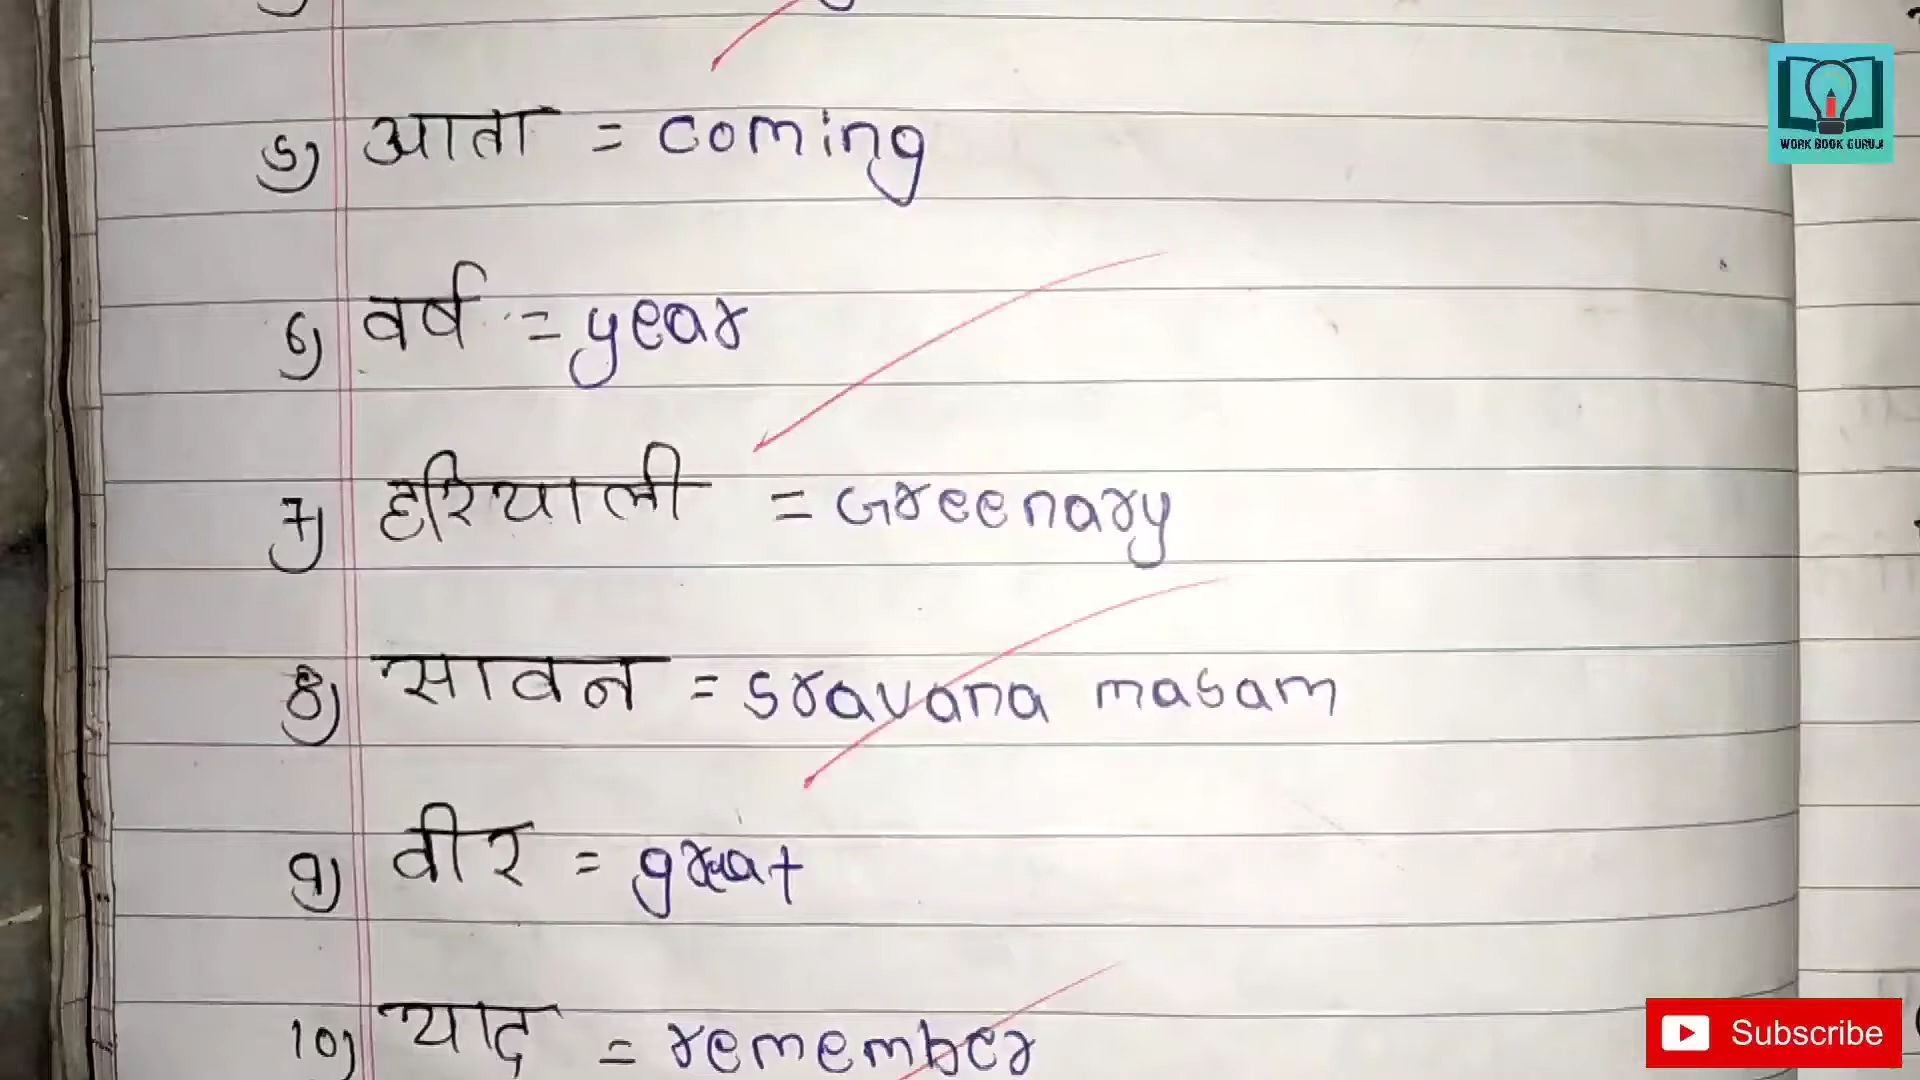 5) आता = coming
WORK BOOK GURUJI
6) वर्ष = year
7) हरियाली = Greenary
8) सावन = sravana masam
9) वीर = great
10) याद = remember
Subscribe